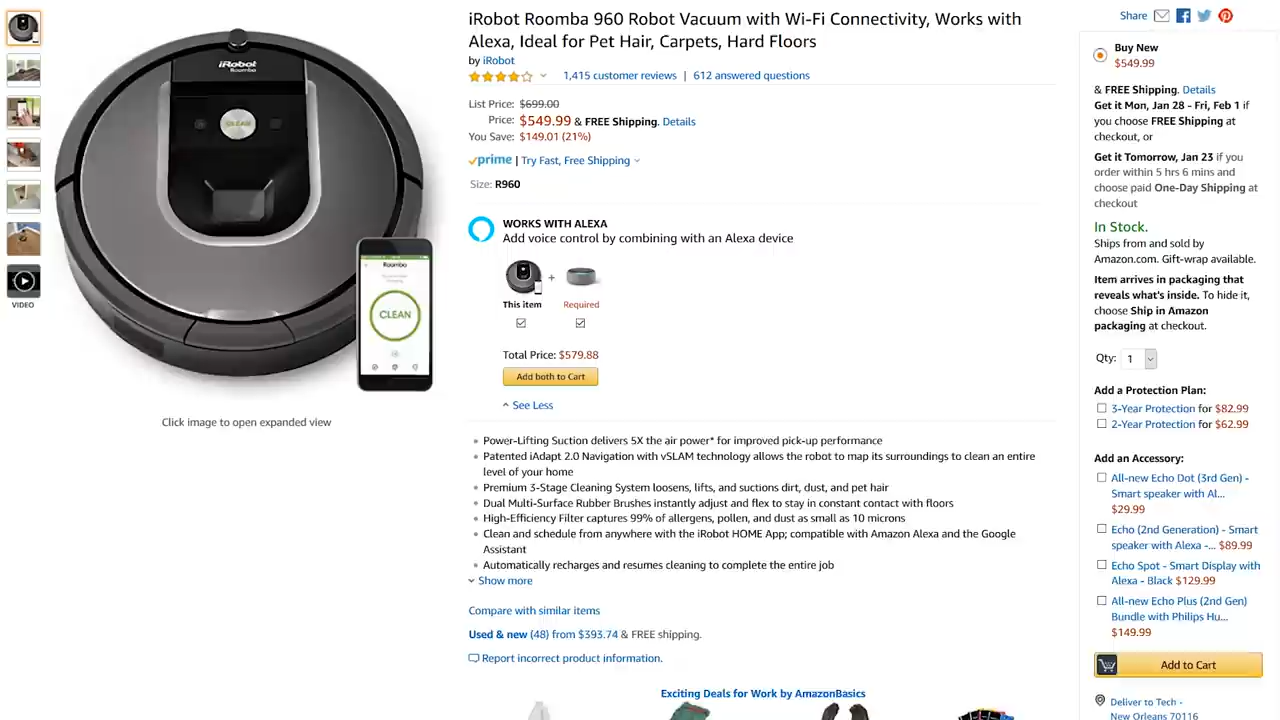 iRobot Roomba 960 Robot Vacuum with Wi-Fi Connectivity, Works with
Alexa, Ideal for Pet Hair, Carpets, Hard Floors
by iRobot
1,415 customer reviews | 612 answered questions
List Price: $699.00
Price: $549.99 & FREE Shipping. Details
You Save: $149.01 (21%)
prime | Try Fast, Free Shipping
Size: R960
WORKS WITH ALEXA
Add voice control by combining with an Alexa device
+
This item Required
Total Price: $579.88
Add both to Cart
See Less
Power-Lifting Suction delivers 5X the air power* for improved pick-up performance
Patented iAdapt 2.0 Navigation with vSLAM technology allows the robot to map its surroundings to clean an entire
level of your home
Premium 3-Stage Cleaning System loosens, lifts, and suctions dirt, dust, and pet hair
Dual Multi-Surface Rubber Brushes instantly adjust and flex to stay in constant contact with floors
High-Efficiency Filter captures 99% of allergens, pollen, and dust as small as 10 microns
Clean and schedule from anywhere with the iRobot HOME App; compatible with Amazon Alexa and the Google
Assistant
Automatically recharges and resumes cleaning to complete the entire job
Show more
Compare with similar items
Used & new (48) from $393.74 & FREE shipping.
Report incorrect product information.
Exciting Deals for Work by AmazonBasics
iRobot
Roomba
CLEAN
Roomba
CLEAN
VIDEO
Click image to open expanded view
Share
Buy New
$549.99
& FREE Shipping. Details
Get it Mon, Jan 28 - Fri, Feb 1 if
you choose FREE Shipping at
checkout, or
Get it Tomorrow, Jan 23 if you
order within 5 hrs 6 mins and
choose paid One-Day Shipping at
checkout
In Stock.
Ships from and sold by
Amazon.com. Gift-wrap available.
Item arrives in packaging that
reveals what's inside. To hide it,
choose Ship in Amazon
packaging at checkout.
Qty: 1
Add a Protection Plan:
3-Year Protection for $82.99
2-Year Protection for $62.99
Add an Accessory:
All-new Echo Dot (3rd Gen) -
Smart speaker with Al...
$29.99
Echo (2nd Generation) - Smart
speaker with Alexa -... $89.99
Echo Spot - Smart Display with
Alexa - Black $129.99
All-new Echo Plus (2nd Gen)
Bundle with Philips Hu...
$149.99
Add to Cart
Deliver to Tech -
New Orleans 70116